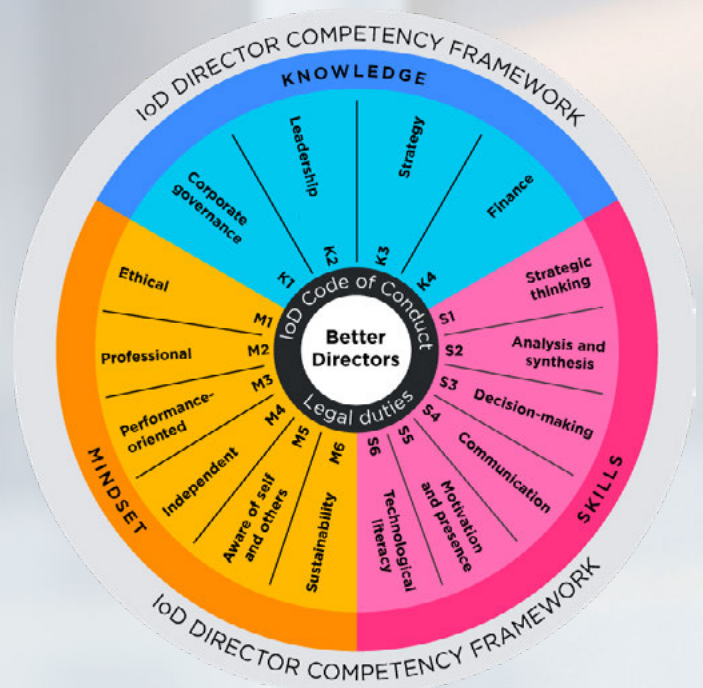 IoD DIRECTOR COMPETENCY FRAMEWORK
KNOWLEDGE
Corporate
governance
K1
Leadership
K2
Strategy
K3
Finance
K4
SKILLS
Strategic
thinking
S1
Analysis and
synthesis
S2
Decision-making
S3
Communication
S4
Motivation
and presence
S5
Technological
literacy
S6
MINDSET
Ethical
M1
Professional
M2
Performance-
oriented
M3
Independent
M4
Aware of self
and others
M5
Sustainability
M6
IoD Code of Conduct
Better
Directors
Legal duties
IoD DIRECTOR COMPETENCY FRAMEWORK